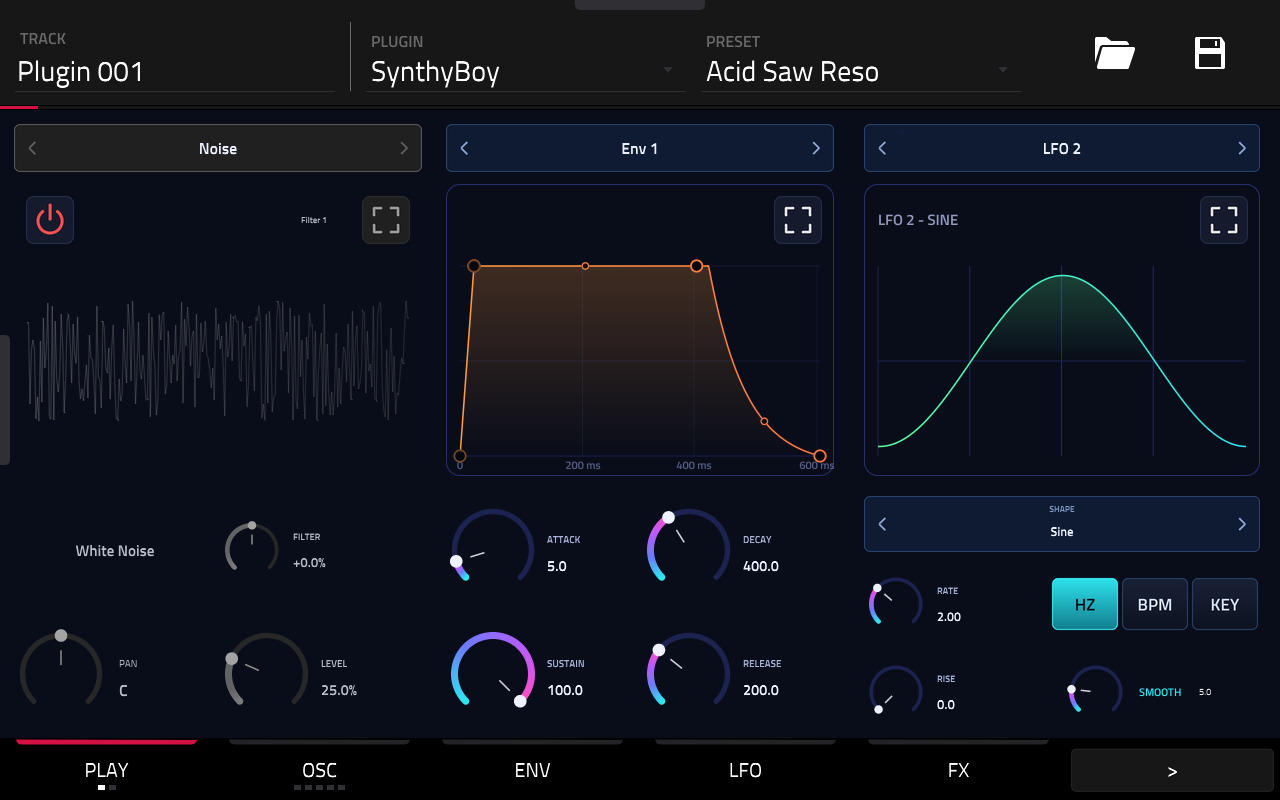 TRACK
Plugin 001
PLUGIN
SynthyBoy
PRESET
Acid Saw Reso
Noise
Env 1
LFO 2
Filter 1
LFO 2 - SINE
0
200 ms
400 ms
600 ms
White Noise
FILTER
+0.0%
PAN
C
LEVEL
25.0%
ATTACK
5.0
DECAY
400.0
SUSTAIN
100.0
RELEASE
200.0
SHAPE
Sine
RATE
2.00
HZ
BPM
KEY
RISE
0.0
SMOOTH
5.0
PLAY
OSC
ENV
LFO
FX
>